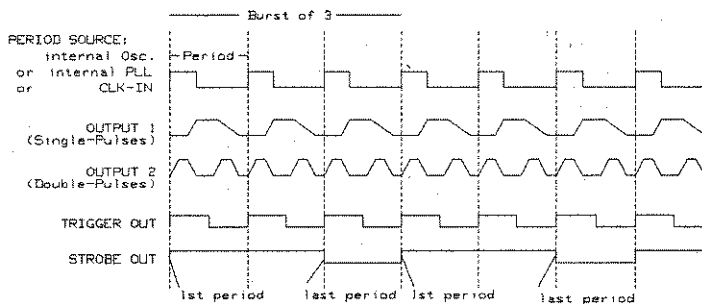 Burst of 3
PERIOD SOURCE:
internal Osc.
Period
or internal PLL
or CLK-IN
OUTPUT 1
(Single-Pulses)
OUTPUT 2
(Double-Pulses)
TRIGGER OUT
STROBE OUT
1st period
last period
1st period
last period